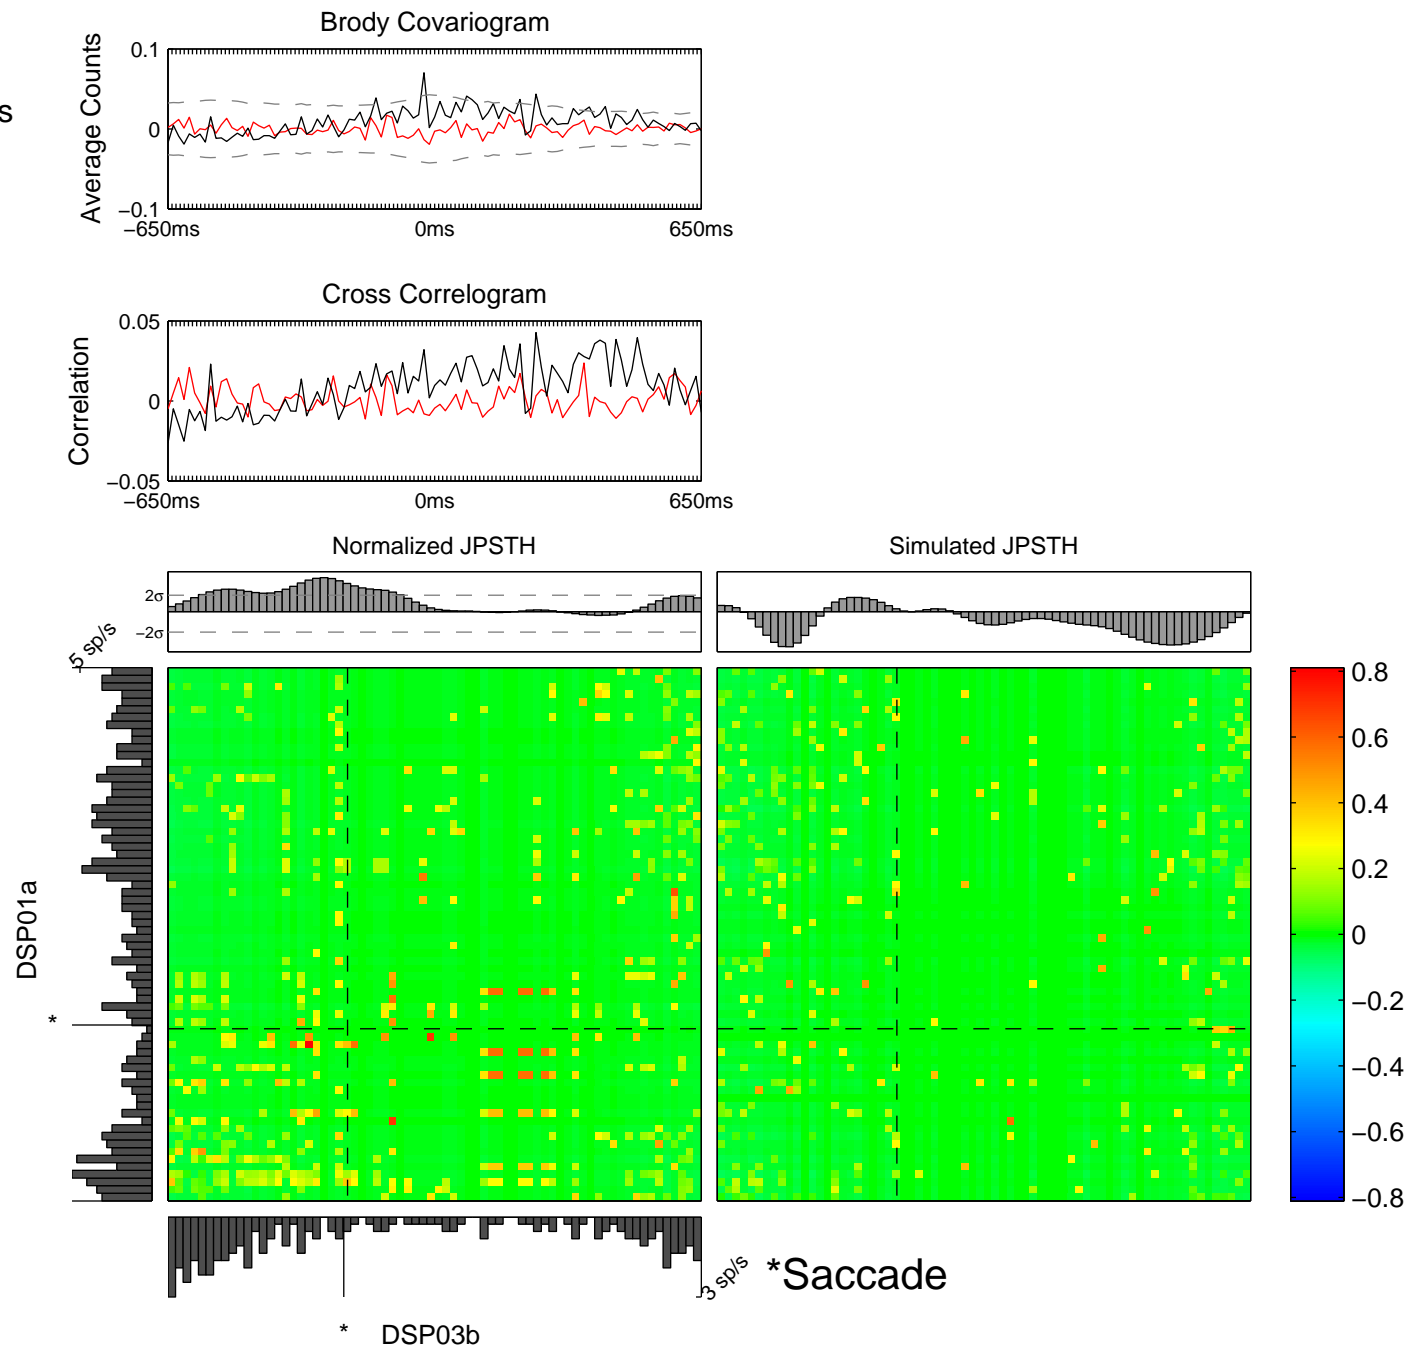 Brody Covariogram
s
Average Counts
0.1
0
−0.1
−650ms
0ms
650ms
Cross Correlogram
Correlation
0.05
0
−0.05
−650ms
0ms
650ms
Normalized JPSTH
Simulated JPSTH
2σ
−2σ
5 sp/s
DSP01a
*
0.8
0.6
0.4
0.2
0
−0.2
−0.4
−0.6
−0.8
3 sp/s
*Saccade
* DSP03b